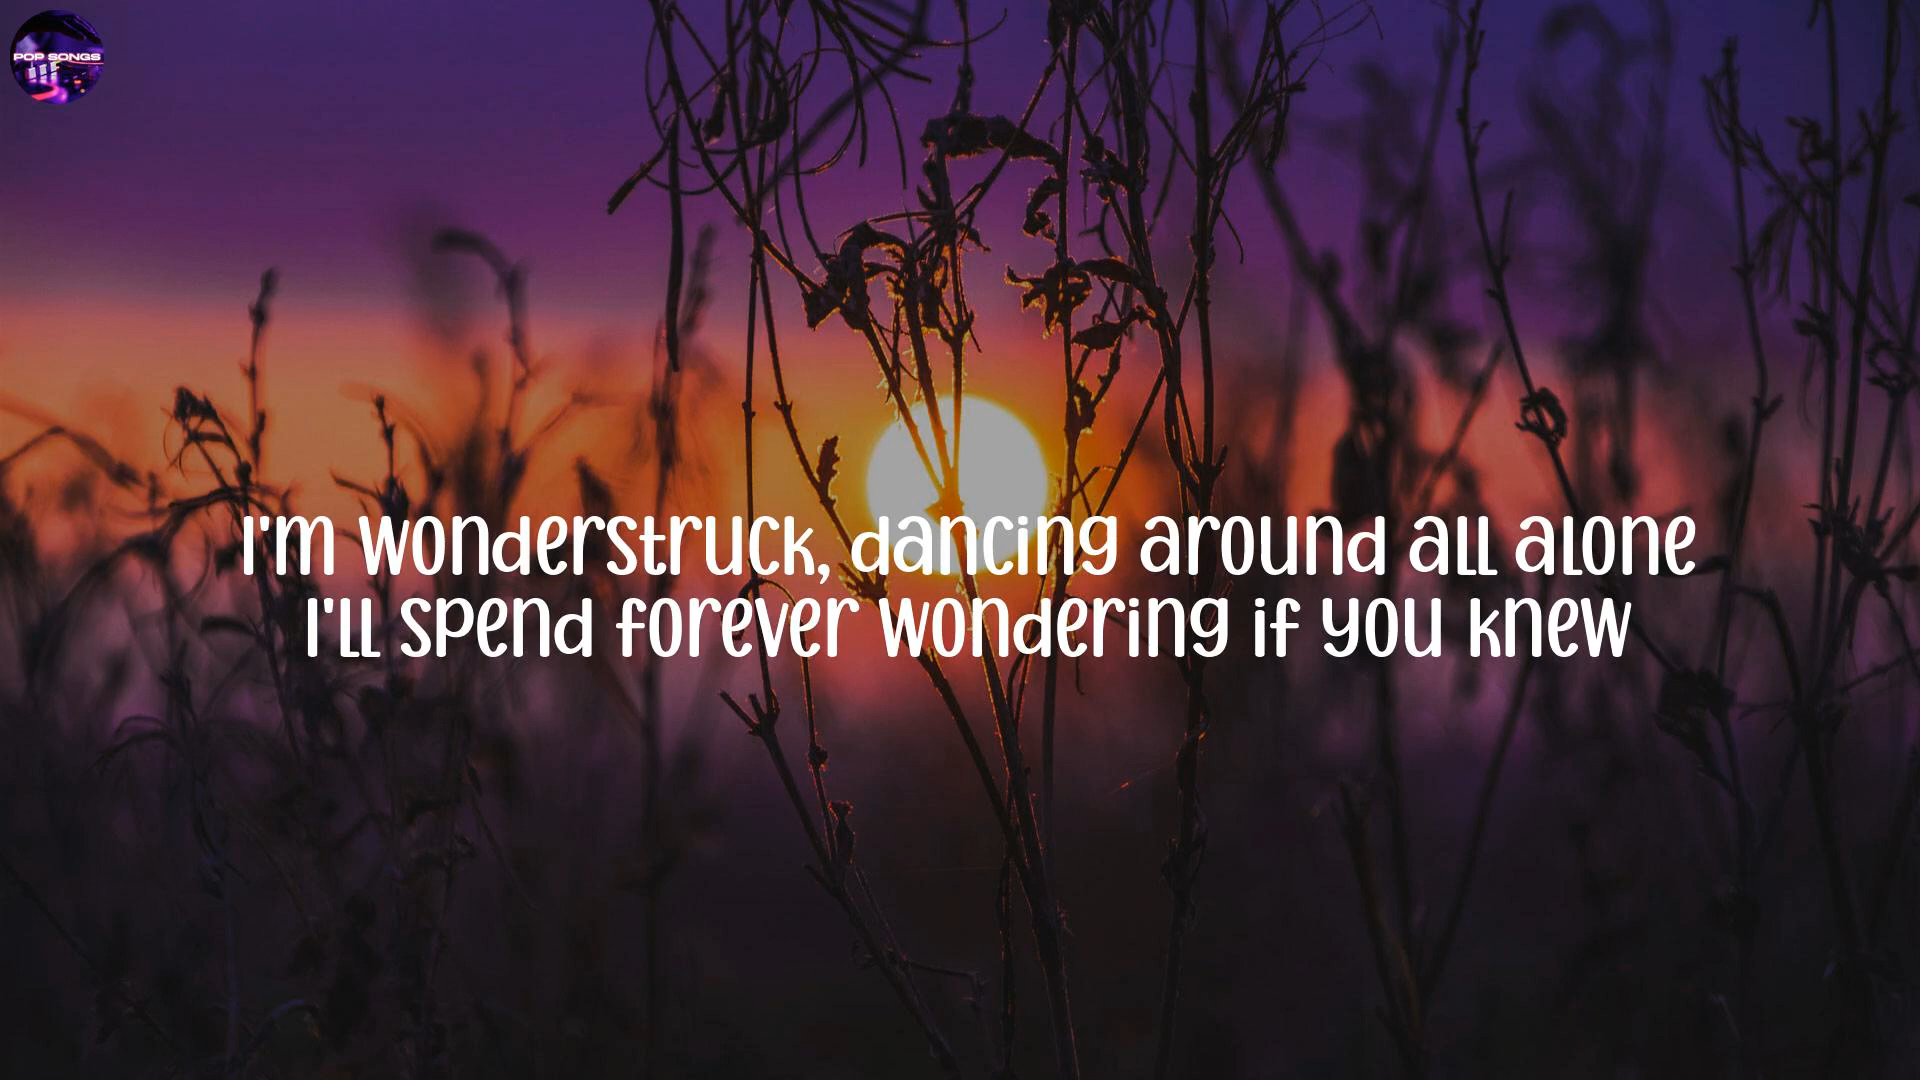 POP SONGS
I'm wonderstruck, dancing around all alone
I'll spend forever wondering if you knew